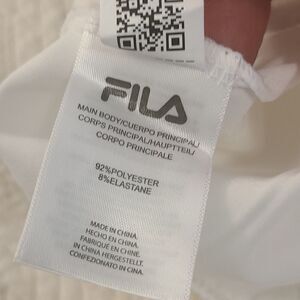 FILA
MAIN BODY/CUERPO PRINCIPAL/
CORPS PRINCIPAL/HAUPTTEIL/
CORPO PRINCIPALE
92%POLYESTER
8%ELASTANE
MADE IN CHINA.
HECHO EN CHINA.
FABRIQUÉ EN CHINE.
IN CHINA HERGESTELLT.
CONFEZIONATO IN CINA.